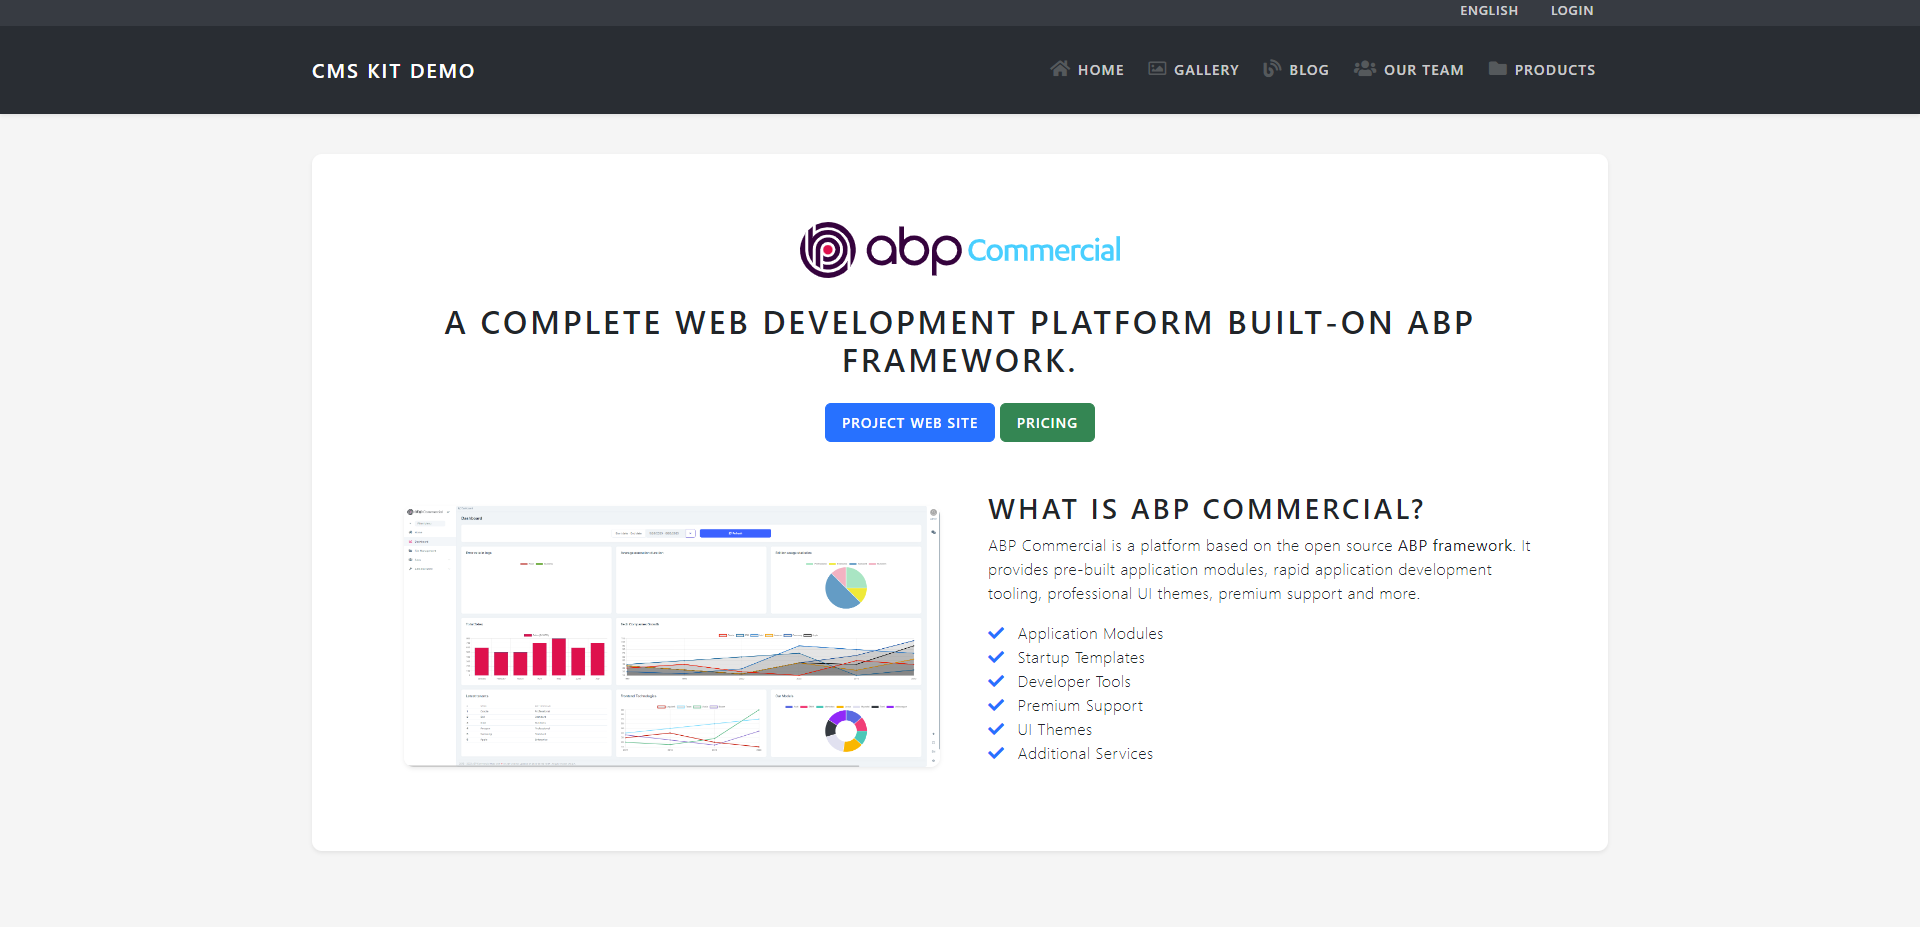 ENGLISH LOGIN
CMS KIT DEMO
HOME GALLERY BLOG OUR TEAM PRODUCTS
abp Commercial
A COMPLETE WEB DEVELOPMENT PLATFORM BUILT-ON ABP
FRAMEWORK.
PROJECT WEB SITE PRICING
Dashboard
WHAT IS ABP COMMERCIAL?
ABP Commercial is a platform based on the open source ABP framework. It
provides pre-built application modules, rapid application development
tooling, professional UI themes, premium support and more.
Application Modules
Startup Templates
Developer Tools
Premium Support
UI Themes
Additional Services